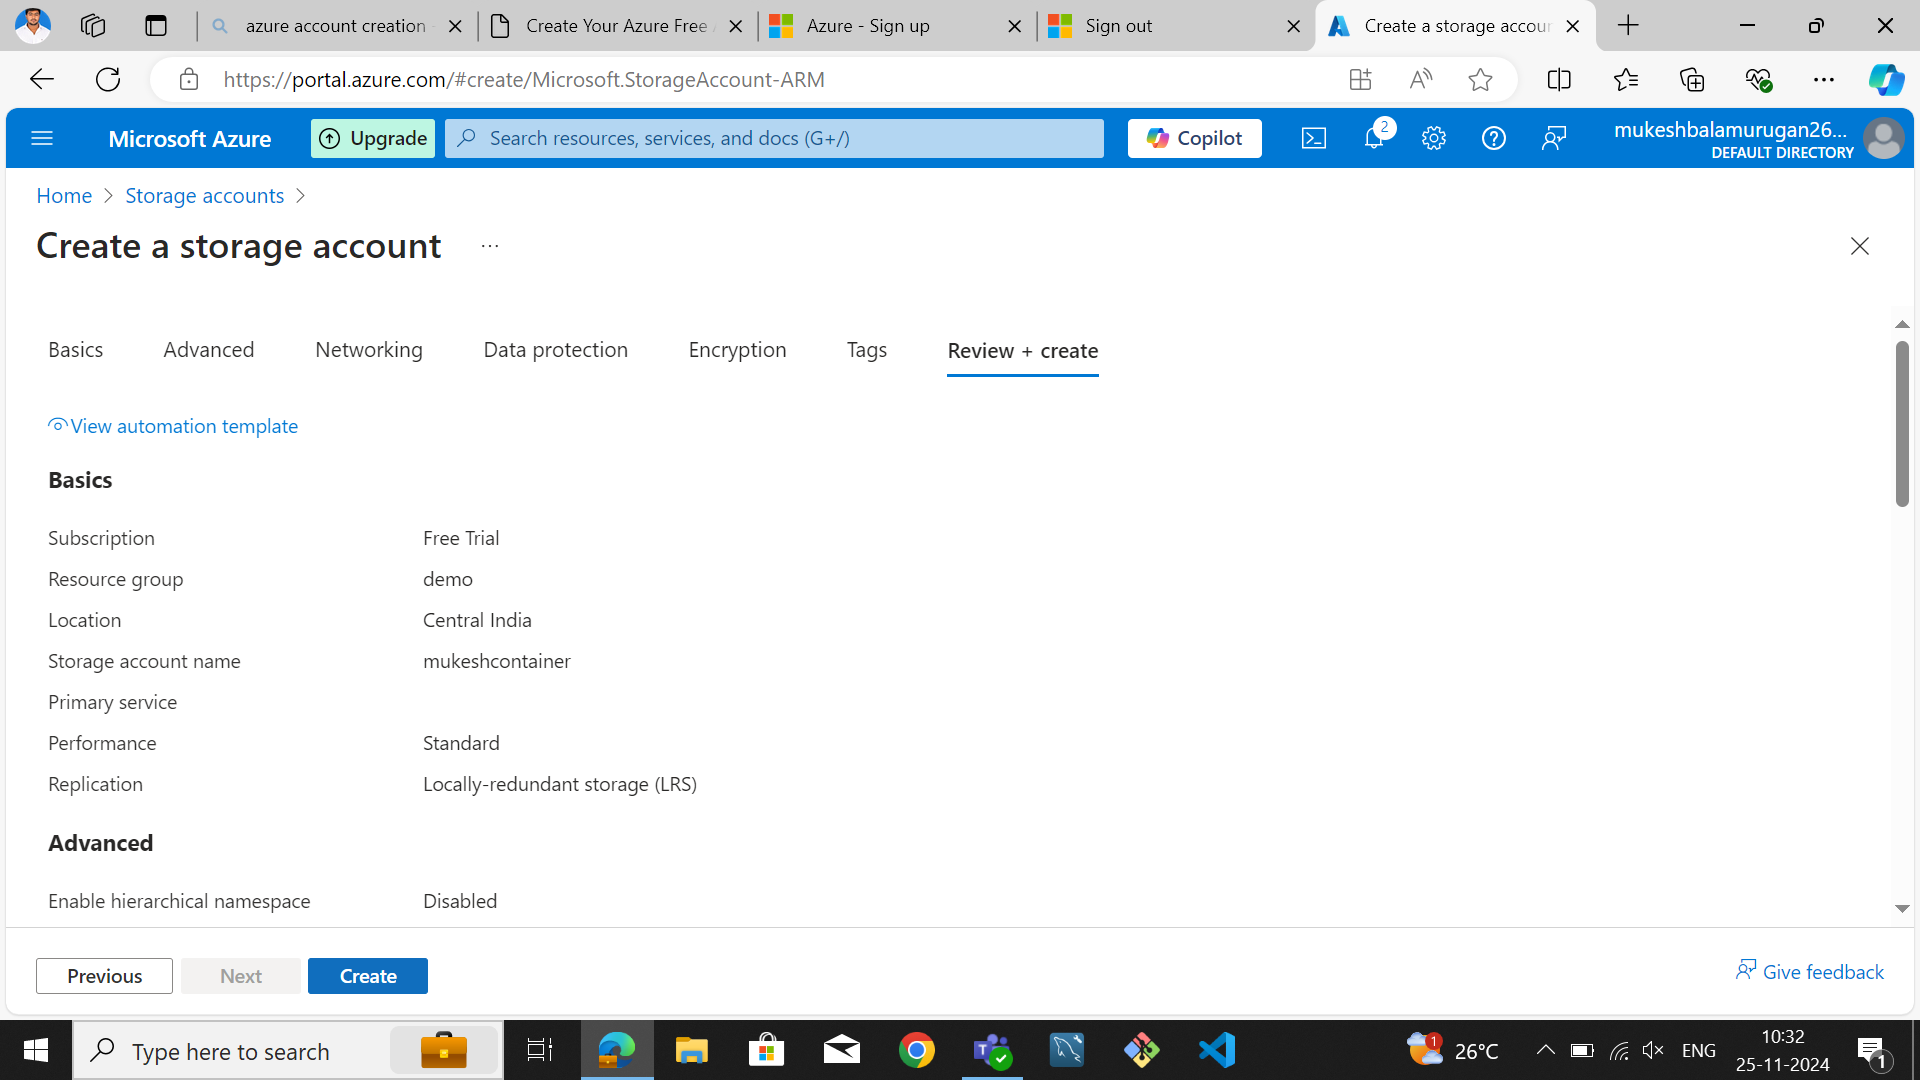 azure account creation -
Create Your Azure Free A
Azure - Sign up
Sign out
Create a storage accoun
https://portal.azure.com/#create/Microsoft.StorageAccount-ARM
Microsoft Azure
Upgrade
Search resources, services, and docs (G+/)
Copilot
2
mukeshbalamurugan26...
DEFAULT DIRECTORY
Home > Storage accounts >
Create a storage account ...
Basics
Advanced
Networking
Data protection
Encryption
Tags
Review + create
View automation template
Basics
Subscription Free Trial
Resource group demo
Location Central India
Storage account name mukeshcontainer
Primary service
Performance Standard
Replication Locally-redundant storage (LRS)
Advanced
Enable hierarchical namespace Disabled
Previous
Next
Create
Give feedback
Type here to search
1
26°C
ENG
10:32
25-11-2024
1